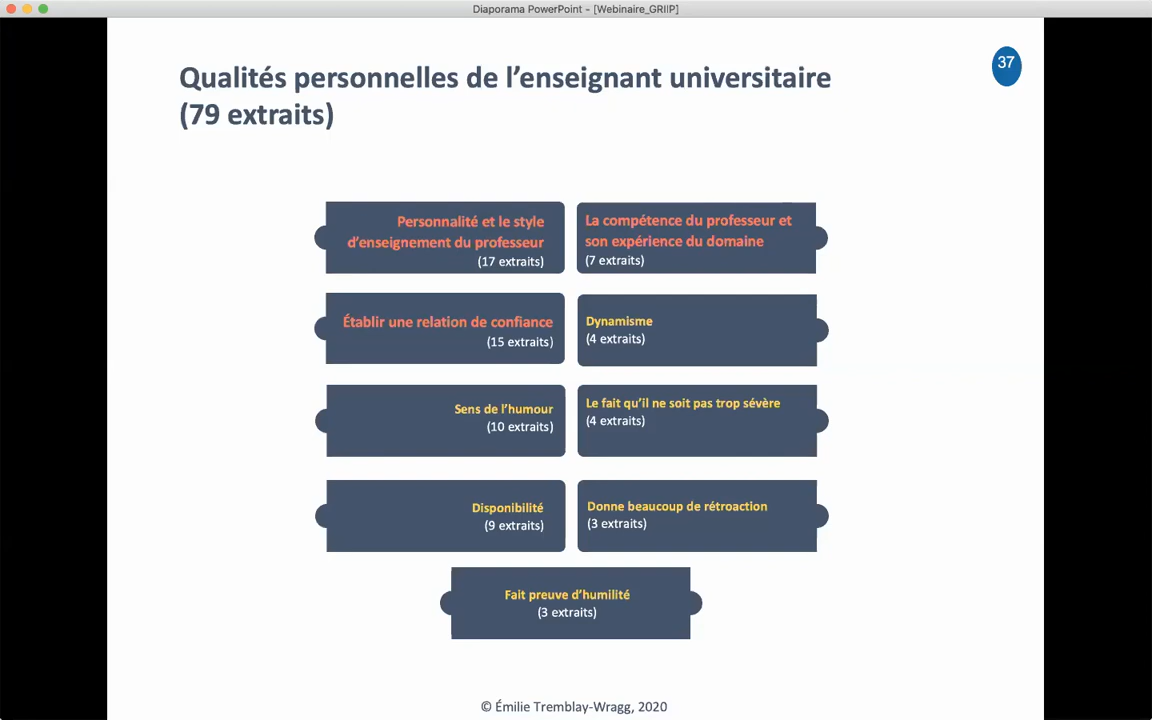 Diaporama PowerPoint - [Webinaire_GRIIP]
37
Qualités personnelles de l’enseignant universitaire
(79 extraits)
Personnalité et le style
d’enseignement du professeur
(17 extraits)
La compétence du professeur et
son expérience du domaine
(7 extraits)
Établir une relation de confiance
(15 extraits)
Dynamisme
(4 extraits)
Sens de l’humour
(10 extraits)
Le fait qu’il ne soit pas trop sévère
(4 extraits)
Disponibilité
(9 extraits)
Donne beaucoup de rétroaction
(3 extraits)
Fait preuve d’humilité
(3 extraits)
© Émilie Tremblay-Wragg, 2020